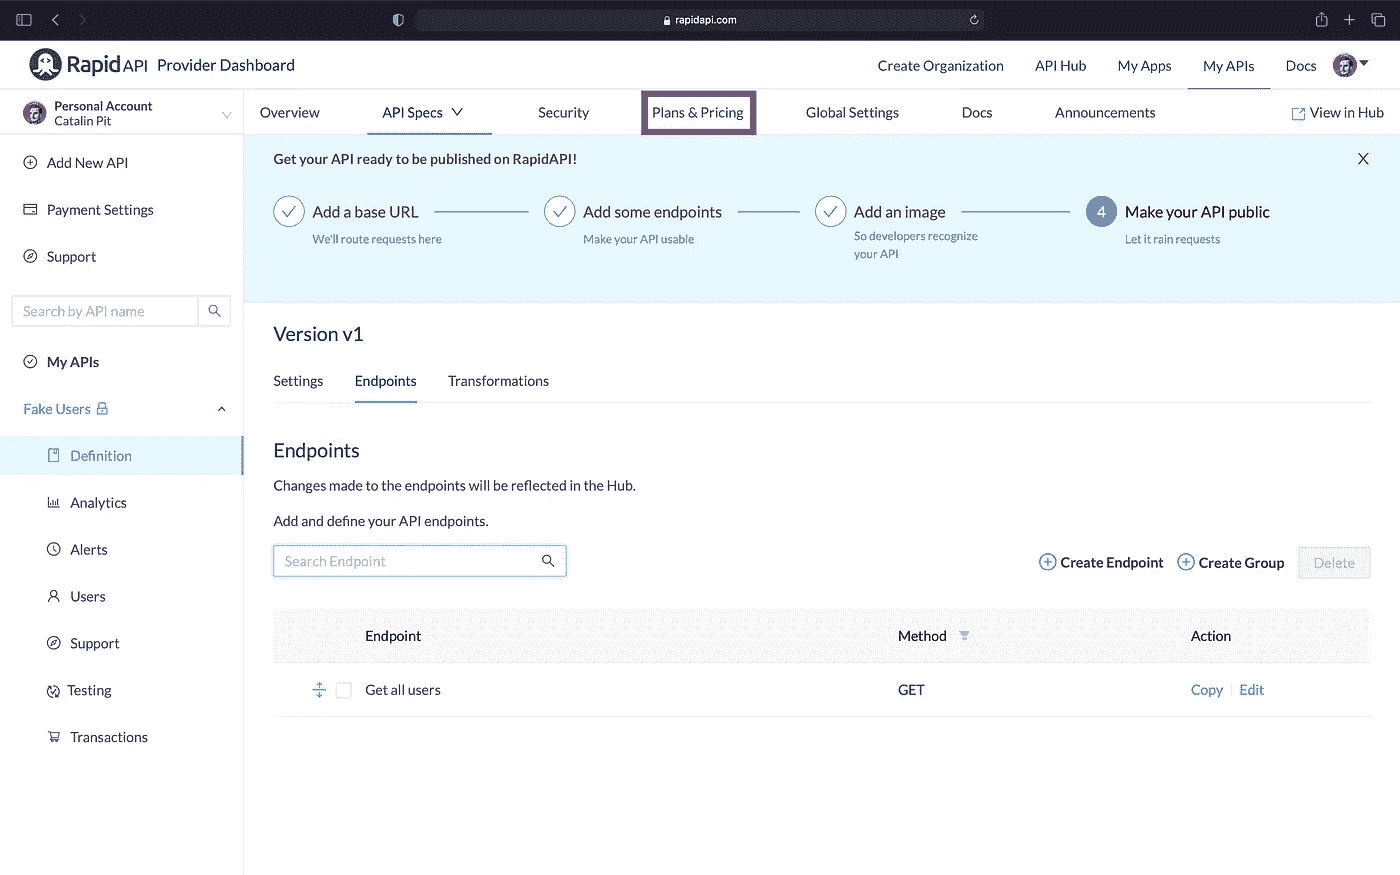 rapidapi.com
Rapid API Provider Dashboard
Create Organization
API Hub
My Apps
My APIs
Docs
Personal Account
Catalin Pit
Overview
API Specs
Security
Plans & Pricing
Global Settings
Docs
Announcements
View in Hub
Add New API
Payment Settings
Support
Search by API name
My APIs
Fake Users
Definition
Analytics
Alerts
Users
Support
Testing
Transactions
Get your API ready to be published on RapidAPI!
Add a base URL
We'll route requests here
Add some endpoints
Make your API usable
Add an image
So developers recognize
your API
4 Make your API public
Let it rain requests
Version v1
Settings
Endpoints
Transformations
Endpoints
Changes made to the endpoints will be reflected in the Hub.
Add and define your API endpoints.
Search Endpoint
Create Endpoint
Create Group
Delete
Endpoint Method Action
Get all users GET Copy Edit